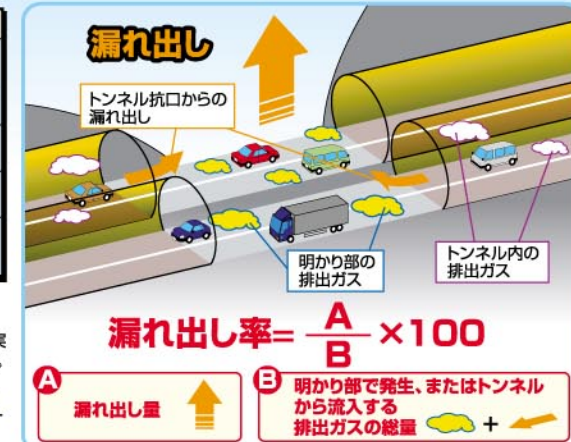 漏れ出し
トンネル抗口からの
漏れ出し
明かり部の
排出ガス
トンネル内の
排出ガス
漏れ出し率= A/B ×100
A
漏れ出し量
B
明かり部で発生、またはトンネル
から流入する
排出ガスの総量
+